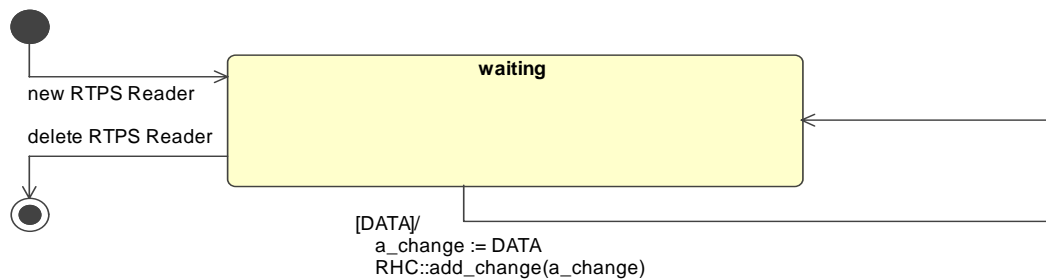 waiting
new RTPS Reader
delete RTPS Reader
[DATA]/
a_change := DATA
RHC::add_change(a_change)